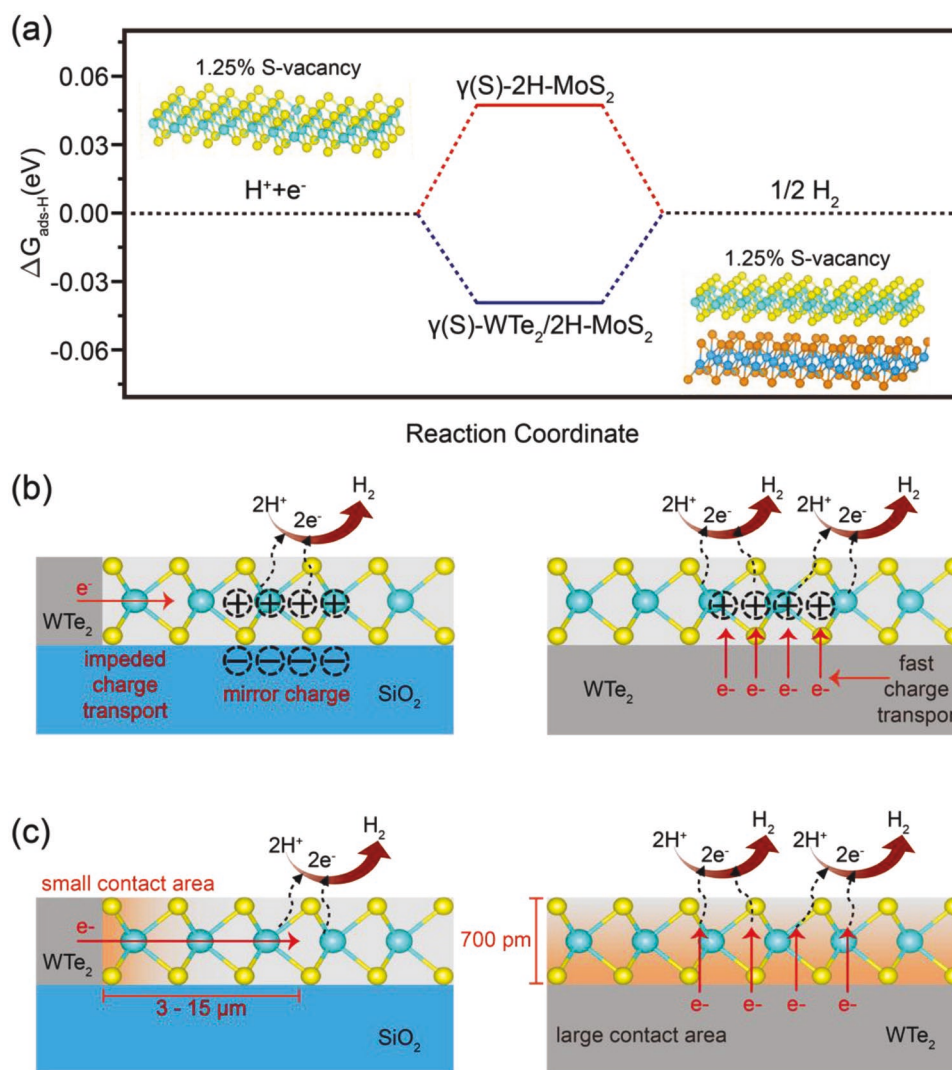 (a)
0.06
0.03
0.00
-0.03
-0.06
ΔG_ads-H(eV)
1.25% S-vacancy
γ(S)-2H-MoS₂
H⁺+e⁻
1/2 H₂
1.25% S-vacancy
γ(S)-WTe₂/2H-MoS₂
Reaction Coordinate
(b)
H₂
2H⁺
2e⁻
e⁻
WTe₂
+ + + +
− − − −
impeded
charge
transport
mirror charge
SiO₂
H₂
H₂
2H⁺
2e⁻
2H⁺
2e⁻
+ + + +
WTe₂
e- e- e- e-
fast
charge
transport
(c)
H₂
2H⁺
2e⁻
small contact area
e-
WTe₂
3 - 15 µm
SiO₂
H₂
H₂
2H⁺
2e⁻
2H⁺
2e⁻
700 pm
e- e- e- e-
large contact area
WTe₂